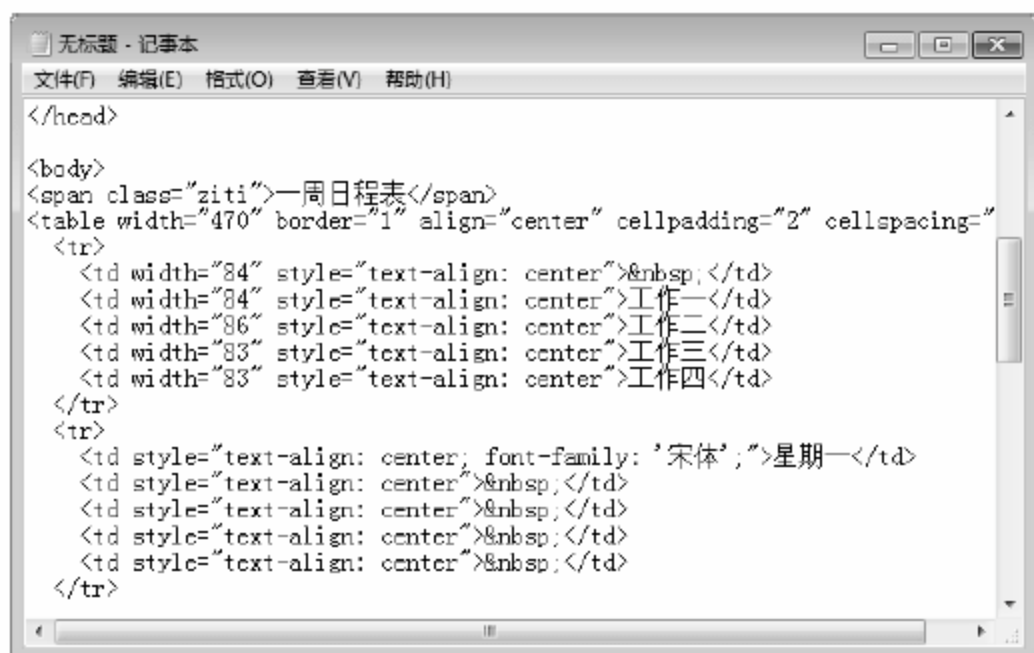 无标题 - 记事本
文件(F) 编辑(E) 格式(O) 查看(V) 帮助(H)
</head>
<body>
<span class="ziti">一周日程表</span>
<table width="470" border="1" align="center" cellpadding="2" cellspacing="
<tr>
<td width="84" style="text-align: center">&nbsp;</td>
<td width="84" style="text-align: center">工作一</td>
<td width="86" style="text-align: center">工作二</td>
<td width="83" style="text-align: center">工作三</td>
<td width="83" style="text-align: center">工作四</td>
</tr>
<tr>
<td style="text-align: center; font-family: '宋体';">星期一</td>
<td style="text-align: center">&nbsp;</td>
<td style="text-align: center">&nbsp;</td>
<td style="text-align: center">&nbsp;</td>
<td style="text-align: center">&nbsp;</td>
</tr>